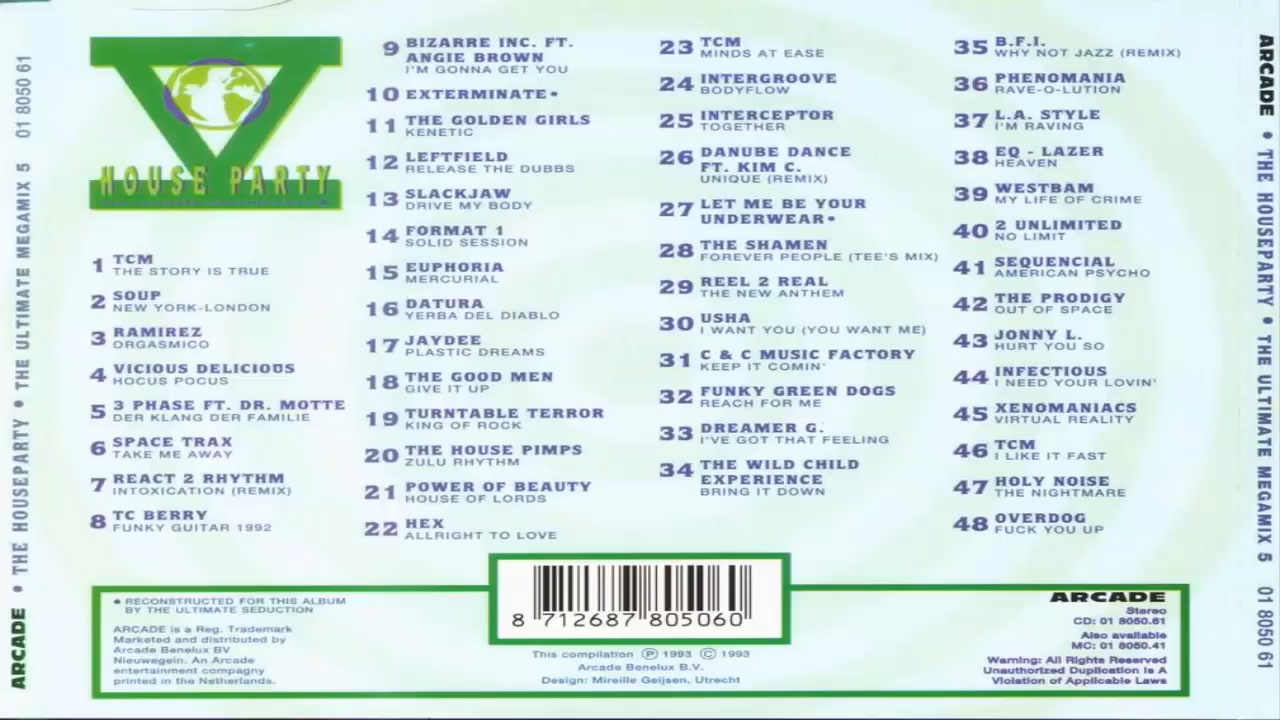 ARCADE • THE HOUSEPARTY • THE ULTIMATE MEGAMIX 5 01 8050 61
V
HOUSE PARTY
1 TCM
THE STORY IS TRUE
2 SOUP
NEW YORK-LONDON
3 RAMIREZ
ORGASMICO
4 VICIOUS DELICIOUS
HOCUS POCUS
5 3 PHASE FT. DR. MOTTE
DER KLANG DER FAMILIE
6 SPACE TRAX
TAKE ME AWAY
7 REACT 2 RHYTHM
INTOXICATION (REMIX)
8 TC BERRY
FUNKY GUITAR 1992
9 BIZARRE INC. FT.
ANGIE BROWN
I'M GONNA GET YOU
10 EXTERMINATE•
11 THE GOLDEN GIRLS
KENETIC
12 LEFTFIELD
RELEASE THE DUBBS
13 SLACKJAW
DRIVE MY BODY
14 FORMAT 1
SOLID SESSION
15 EUPHORIA
MERCURIAL
16 DATURA
YERBA DEL DIABLO
17 JAYDEE
PLASTIC DREAMS
18 THE GOOD MEN
GIVE IT UP
19 TURNTABLE TERROR
KING OF ROCK
20 THE HOUSE PIMPS
ZULU RHYTHM
21 POWER OF BEAUTY
HOUSE OF LORDS
22 HEX
ALLRIGHT TO LOVE
23 TCM
MINDS AT EASE
24 INTERGROOVE
BODYFLOW
25 INTERCEPTOR
TOGETHER
26 DANUBE DANCE
FT. KIM C.
UNIQUE (REMIX)
27 LET ME BE YOUR
UNDERWEAR•
28 THE SHAMEN
FOREVER PEOPLE (TEE'S MIX)
29 REEL 2 REAL
THE NEW ANTHEM
30 USHA
I WANT YOU (YOU WANT ME)
31 C & C MUSIC FACTORY
KEEP IT COMIN'
32 FUNKY GREEN DOGS
REACH FOR ME
33 DREAMER G.
I'VE GOT THAT FEELING
34 THE WILD CHILD
EXPERIENCE
BRING IT DOWN
35 B.F.I.
WHY NOT JAZZ (REMIX)
36 PHENOMANIA
RAVE-O-LUTION
37 L.A. STYLE
I'M RAVING
38 EQ - LAZER
HEAVEN
39 WESTBAM
MY LIFE OF CRIME
40 2 UNLIMITED
NO LIMIT
41 SEQUENCIAL
AMERICAN PSYCHO
42 THE PRODIGY
OUT OF SPACE
43 JONNY L.
HURT YOU SO
44 INFECTIOUS
I NEED YOUR LOVIN'
45 XENOMANIACS
VIRTUAL REALITY
46 TCM
I LIKE IT FAST
47 HOLY NOISE
THE NIGHTMARE
48 OVERDOG
FUCK YOU UP
• RECONSTRUCTED FOR THIS ALBUM
BY THE ULTIMATE SEDUCTION
ARCADE is a Reg. Trademark
Marketed and distributed by
Arcade Benelux BV
Nieuwegein. An Arcade
entertainment compagny
printed in the Netherlands.
8 712687 805060
This compilation Ⓟ 1993 © 1993
Arcade Benelux B.V.
Design: Mireille Geijsen, Utrecht
ARCADE
Stereo
CD: 01 8050.61
Also available
MC: 01 8050.41
Warning: All Rights Reserved
Unauthorized Duplication is A
Violation of Applicable Laws
ARCADE • THE HOUSEPARTY • THE ULTIMATE MEGAMIX 5 01 8050 61